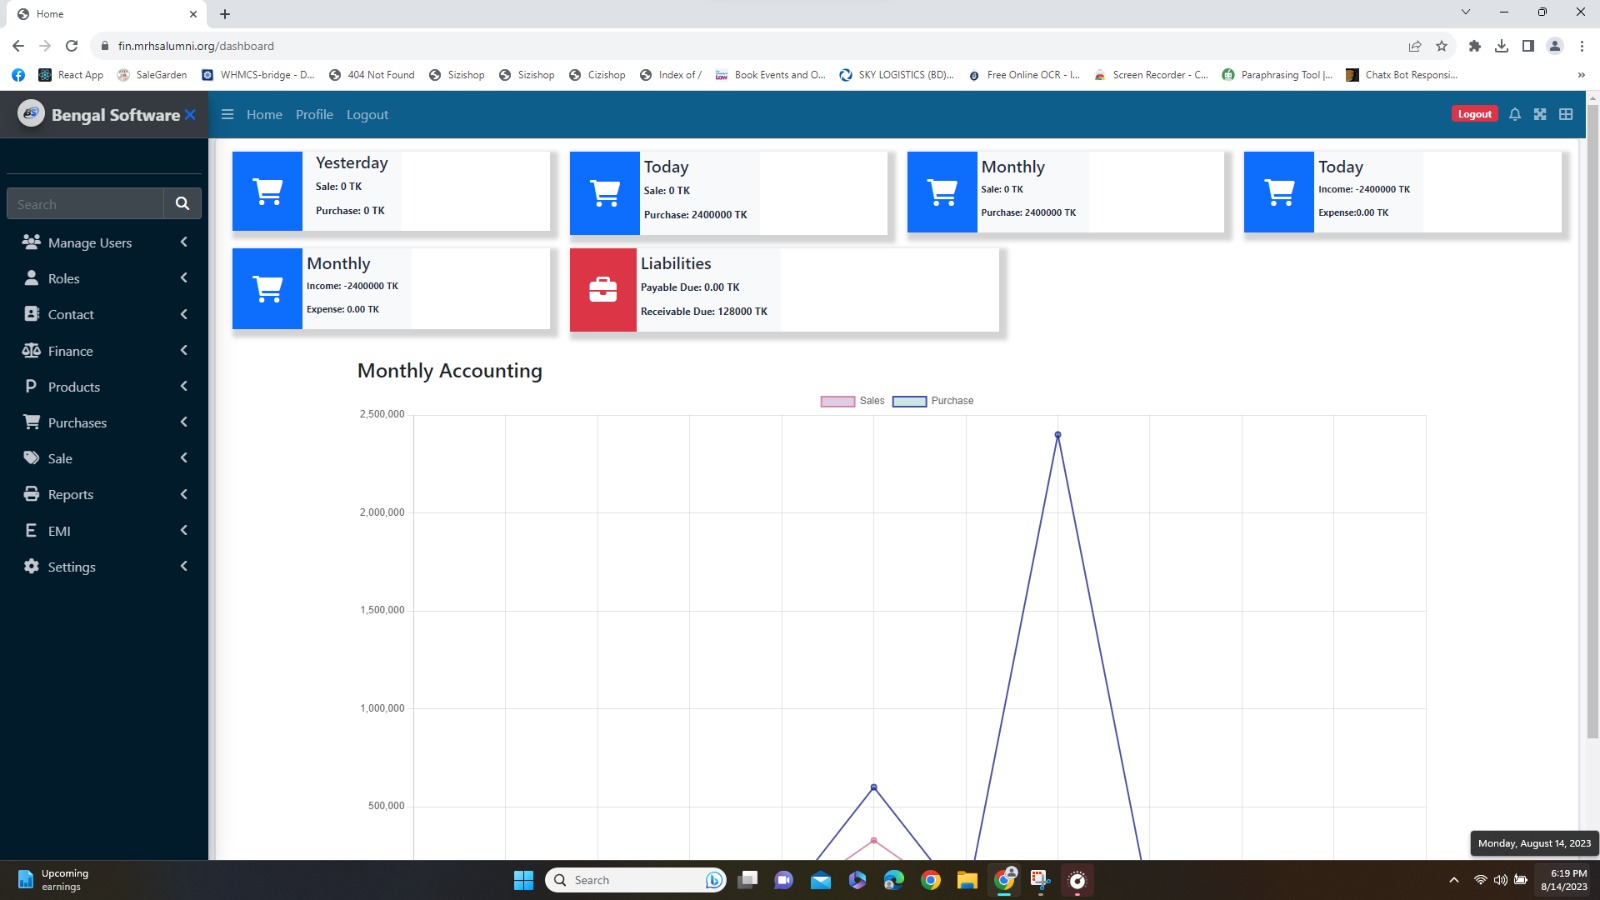 Home
fin.mrhsalumni.org/dashboard
React App
SaleGarden
WHMCS-bridge - D...
404 Not Found
Sizishop
Sizishop
Cizishop
Index of /
Book Events and O...
SKY LOGISTICS (BD)...
Free Online OCR - I...
Screen Recorder - C...
Paraphrasing Tool |...
Chatx Bot Responsi...
»
Bengal Software
Home Profile Logout
Logout
Search
Manage Users
Roles
Contact
Finance
P Products
Purchases
Sale
Reports
E EMI
Settings
Yesterday
Sale: 0 TK
Purchase: 0 TK
Today
Sale: 0 TK
Purchase: 2400000 TK
Monthly
Sale: 0 TK
Purchase: 2400000 TK
Today
Income: -2400000 TK
Expense:0.00 TK
Monthly
Income: -2400000 TK
Expense: 0.00 TK
Liabilities
Payable Due: 0.00 TK
Receivable Due: 128000 TK
Monthly Accounting
Sales Purchase
2,500,000
2,000,000
1,500,000
1,000,000
500,000
Monday, August 14, 2023
Upcoming
earnings
Search
6:19 PM
8/14/2023